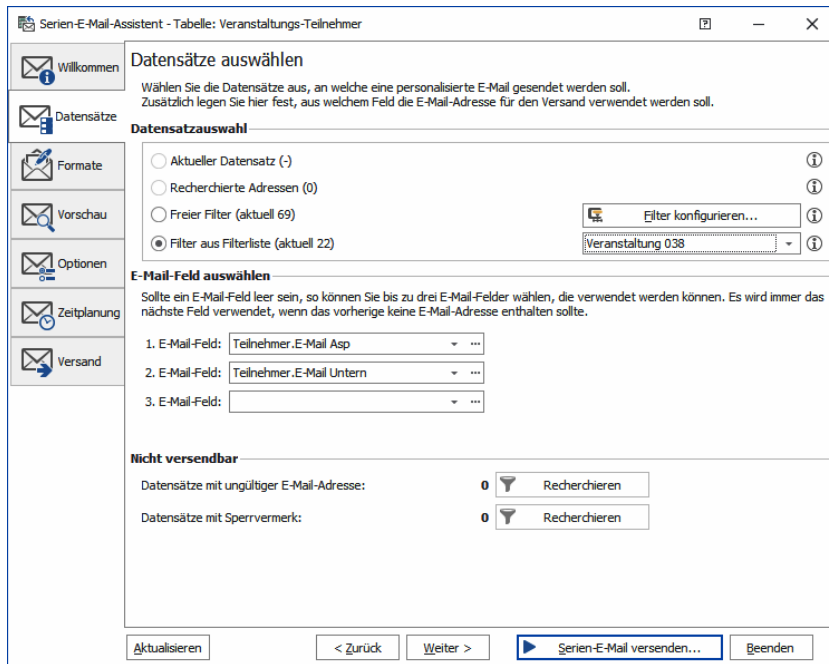 Serien-E-Mail-Assistent - Tabelle: Veranstaltungs-Teilnehmer
Willkommen
Datensätze
Formate
Vorschau
Optionen
Zeitplanung
Versand
Datensätze auswählen
Wählen Sie die Datensätze aus, an welche eine personalisierte E-Mail gesendet werden soll.
Zusätzlich legen Sie hier fest, aus welchem Feld die E-Mail-Adresse für den Versand verwendet werden soll.
Datensatzauswahl
Aktueller Datensatz (-)
Recherchierte Adressen (0)
Freier Filter (aktuell 69) Filter konfigurieren...
Filter aus Filterliste (aktuell 22) Veranstaltung 038
E-Mail-Feld auswählen
Sollte ein E-Mail-Feld leer sein, so können Sie bis zu drei E-Mail-Felder wählen, die verwendet werden können. Es wird immer das
nächste Feld verwendet, wenn das vorherige keine E-Mail-Adresse enthalten sollte.
1. E-Mail-Feld: Teilnehmer.E-Mail Asp
2. E-Mail-Feld: Teilnehmer.E-Mail Untern
3. E-Mail-Feld:
Nicht versendbar
Datensätze mit ungültiger E-Mail-Adresse: 0 Recherchieren
Datensätze mit Sperrvermerk: 0 Recherchieren
Aktualisieren < Zurück Weiter > Serien-E-Mail versenden... Beenden